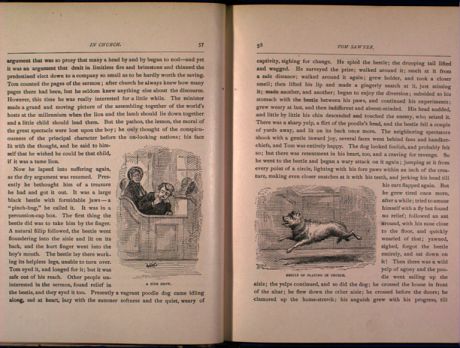 IN CHURCH.
57
argument that was so prosy that many a head by and by began to nod—and yet
it was an argument that dealt in limitless fire and brimstone and thinned the
predestined elect down to a company so small as to be hardly worth the saving.
Tom counted the pages of the sermon; after church he always knew how many
pages there had been, but he seldom knew anything else about the discourse.
However, this time he was really interested for a little while. The minister
made a grand and moving picture of the assembling together of the world's
hosts at the millennium when the lion and the lamb should lie down together
and a little child should lead them. But the pathos, the lesson, the moral of
the great spectacle were lost upon the boy; he only thought of the conspicu-
ousness of the principal character before the on-looking nations; his face
lit with the thought, and he said to him-
self that he wished he could be that child,
if it was a tame lion.
Now he lapsed into suffering again,
as the dry argument was resumed. Pres-
ently he bethought him of a treasure
he had and got it out. It was a large
black beetle with formidable jaws—a
"pinch-bug," he called it. It was in a
percussion-cap box. The first thing the
beetle did was to take him by the finger.
A natural fillip followed, the beetle went
floundering into the aisle and lit on its
back, and the hurt finger went into the
boy's mouth. The beetle lay there work-
ing its helpless legs, unable to turn over.
Tom eyed it, and longed for it; but it was
safe out of his reach. Other people un-
interested in the sermon, found relief in
the beetle, and they eyed it too. Presently a vagrant poodle dog came idling
along, sad at heart, lazy with the summer softness and the quiet, weary of
A SIDE SHOW.
58
TOM SAWYER.
captivity, sighing for change. He spied the beetle; the drooping tail lifted
and wagged. He surveyed the prize; walked around it; smelt at it from
a safe distance; walked around it again; grew bolder, and took a closer
smell; then lifted his lip and made a gingerly snatch at it, just missing
it; made another, and another; began to enjoy the diversion; subsided to his
stomach with the beetle between his paws, and continued his experiments;
grew weary at last, and then indifferent and absent-minded. His head nodded,
and little by little his chin descended and touched the enemy, who seized it.
There was a sharp yelp, a flirt of the poodle's head, and the beetle fell a couple
of yards away, and lit on its back once more. The neighboring spectators
shook with a gentle inward joy, several faces went behind fans and handker-
chiefs, and Tom was entirely happy. The dog looked foolish, and probably felt
so; but there was resentment in his heart, too, and a craving for revenge. So
he went to the beetle and began a wary attack on it again; jumping at it from
every point of a circle, lighting with his fore paws within an inch of the crea-
ture, making even closer snatches at it with his teeth, and jerking his head till
his ears flapped again. But
he grew tired once more,
after a while; tried to amuse
himself with a fly but found
no relief; followed an ant
around, with his nose close
to the floor, and quickly
wearied of that; yawned,
sighed, forgot the beetle
entirely, and sat down on
it! Then there was a wild
yelp of agony and the poo-
dle went sailing up the
RESULT OF PLAYING IN CHURCH.
aisle; the yelps continued, and so did the dog; he crossed the house in front
of the altar; he flew down the other aisle; he crossed before the doors; he
clamored up the home-stretch; his anguish grew with his progress, till